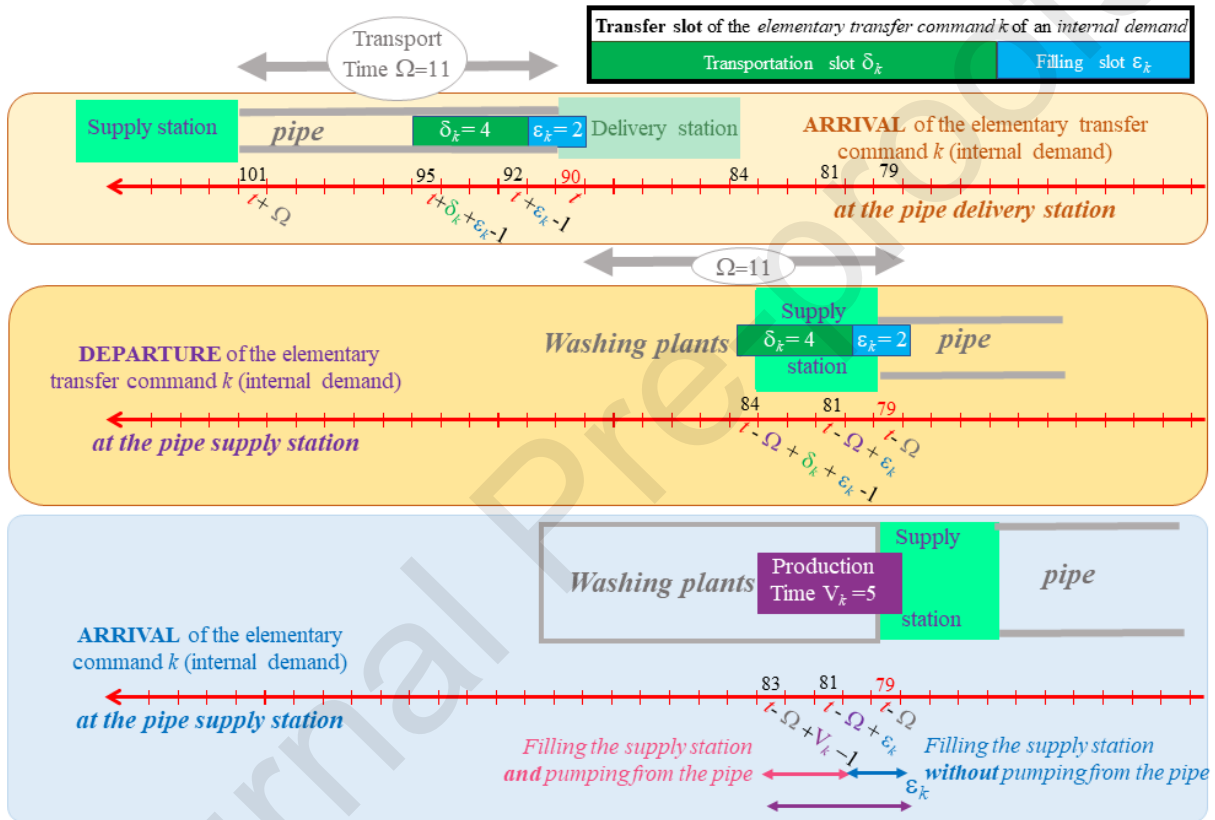 Transfer slot of the elementary transfer command k of an internal demand
Transportation slot δk
Filling slot εk
Transport
Time Ω=11
Supply station
pipe
δk = 4
εk = 2
Delivery station
ARRIVAL of the elementary transfer
command k (internal demand)
101
95
92
90
84
81
79
t+ Ω
t+δk+εk-1
t+εk-1
t
at the pipe delivery station
Ω=11
Supply
station
Washing plants
δk = 4
εk = 2
pipe
DEPARTURE of the elementary
transfer command k (internal demand)
84
81
79
at the pipe supply station
t- Ω + δk + εk -1
t- Ω + εk
t- Ω
Supply
station
Washing plants
Production
Time Vk =5
pipe
ARRIVAL of the elementary
command k (internal demand)
83
81
79
at the pipe supply station
t- Ω +Vk -1
t- Ω + εk
t- Ω
Filling the supply station
and pumping from the pipe
Filling the supply station
without pumping from the pipe
εk